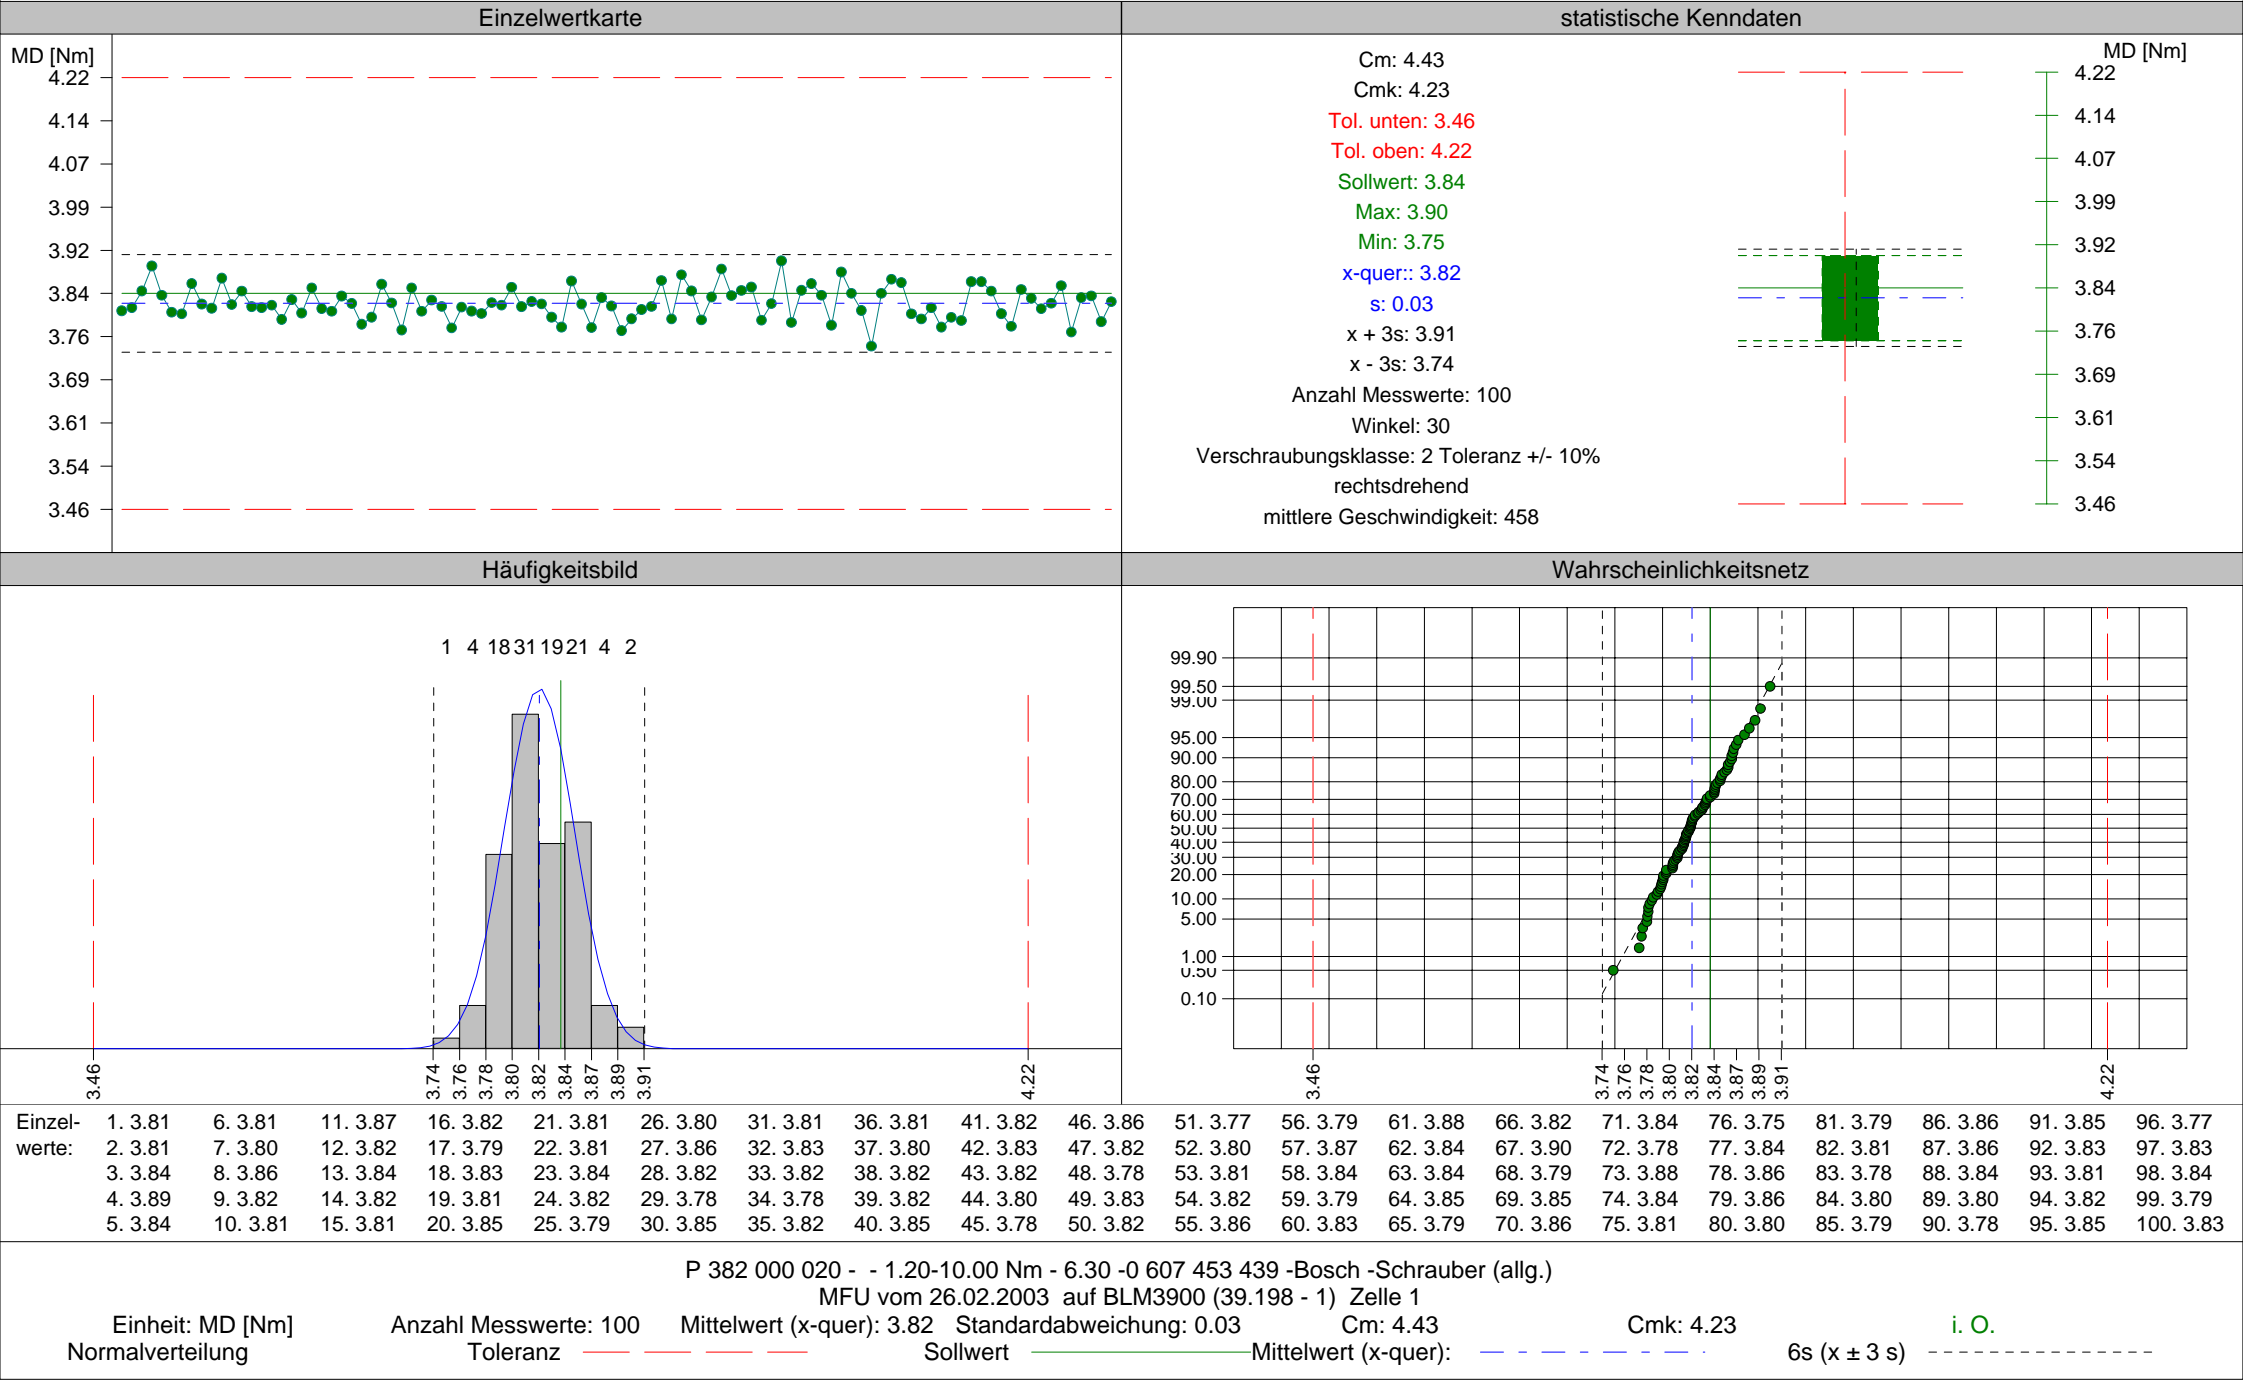 Einzelwertkarte
MD [Nm]
4.22
4.14
4.07
3.99
3.92
3.84
3.76
3.69
3.61
3.54
3.46
statistische Kenndaten
Cm: 4.43
Cmk: 4.23
Tol. unten: 3.46
Tol. oben: 4.22
Sollwert: 3.84
Max: 3.90
Min: 3.75
x-quer:: 3.82
s: 0.03
x + 3s: 3.91
x - 3s: 3.74
Anzahl Messwerte: 100
Winkel: 30
Verschraubungsklasse: 2 Toleranz +/- 10%
rechtsdrehend
mittlere Geschwindigkeit: 458
MD [Nm]
4.22
4.14
4.07
3.99
3.92
3.84
3.76
3.69
3.61
3.54
3.46
Häufigkeitsbild
1 4 18 31 19 21 4 2
3.46 3.74 3.76 3.78 3.80 3.82 3.84 3.87 3.89 3.91 4.22
Wahrscheinlichkeitsnetz
99.90
99.50
99.00
95.00
90.00
80.00
70.00
60.00
50.00
40.00
30.00
20.00
10.00
5.00
1.00
0.50
0.10
3.46 3.74 3.76 3.78 3.80 3.82 3.84 3.87 3.89 3.91 4.22
Einzel- 1. 3.81 6. 3.81 11. 3.87 16. 3.82 21. 3.81 26. 3.80 31. 3.81 36. 3.81 41. 3.82 46. 3.86 51. 3.77 56. 3.79 61. 3.88 66. 3.82 71. 3.84 76. 3.75 81. 3.79 86. 3.86 91. 3.85 96. 3.77
werte: 2. 3.81 7. 3.80 12. 3.82 17. 3.79 22. 3.81 27. 3.86 32. 3.83 37. 3.80 42. 3.83 47. 3.82 52. 3.80 57. 3.87 62. 3.84 67. 3.90 72. 3.78 77. 3.84 82. 3.81 87. 3.86 92. 3.83 97. 3.83
3. 3.84 8. 3.86 13. 3.84 18. 3.83 23. 3.84 28. 3.82 33. 3.82 38. 3.82 43. 3.82 48. 3.78 53. 3.81 58. 3.84 63. 3.84 68. 3.79 73. 3.88 78. 3.86 83. 3.78 88. 3.84 93. 3.81 98. 3.84
4. 3.89 9. 3.82 14. 3.82 19. 3.81 24. 3.82 29. 3.78 34. 3.78 39. 3.82 44. 3.80 49. 3.83 54. 3.82 59. 3.79 64. 3.85 69. 3.85 74. 3.84 79. 3.86 84. 3.80 89. 3.80 94. 3.82 99. 3.79
5. 3.84 10. 3.81 15. 3.81 20. 3.85 25. 3.79 30. 3.85 35. 3.82 40. 3.85 45. 3.78 50. 3.82 55. 3.86 60. 3.83 65. 3.79 70. 3.86 75. 3.81 80. 3.80 85. 3.79 90. 3.78 95. 3.85 100. 3.83
P 382 000 020 - - 1.20-10.00 Nm - 6.30 -0 607 453 439 -Bosch -Schrauber (allg.)
MFU vom 26.02.2003 auf BLM3900 (39.198 - 1) Zelle 1
Einheit: MD [Nm] Anzahl Messwerte: 100 Mittelwert (x-quer): 3.82 Standardabweichung: 0.03 Cm: 4.43 Cmk: 4.23 i. O.
Normalverteilung Toleranz Sollwert Mittelwert (x-quer): 6s (x ± 3 s)